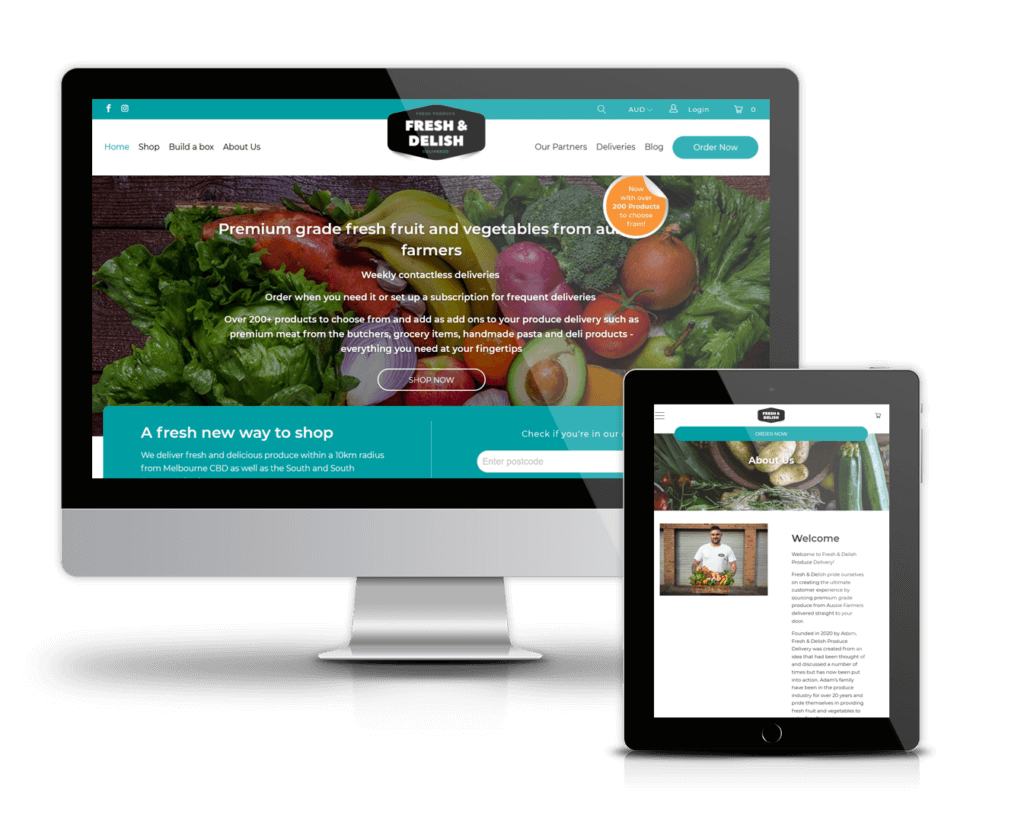 AUD
Login
0
FRESH PRODUCE
FRESH &
DELISH
DELIVERED
Home
Shop
Build a box
About Us
Our Partners
Deliveries
Blog
Order Now
Now
with over
200 Products
to choose
from!
Premium grade fresh fruit and vegetables from au
farmers
Weekly contactless deliveries
Order when you need it or set up a subscription for frequent deliveries
Over 200+ products to choose from and add as add ons to your produce delivery such as
premium meat from the butchers, grocery items, handmade pasta and deli products -
everything you need at your fingertips
SHOP NOW
A fresh new way to shop
We deliver fresh and delicious produce within a 10km radius
from Melbourne CBD as well as the South and South
Check if you're in our
Enter postcode
FRESH &
DELISH
ORDER NOW
About Us
Welcome
Welcome to Fresh & Delish
Produce Delivery!
Fresh & Delish pride ourselves
on creating the ultimate
customer experience by
sourcing premium grade
produce from Aussie Farmers
delivered straight to your
door.
Founded in 2020 by Adam,
Fresh & Delish Produce
Delivery was created from an
idea that had been thought of
and discussed a number of
times but has now been put
into action. Adam's family
have been in the produce
industry for over 20 years and
pride themselves in providing
fresh fruit and vegetables to